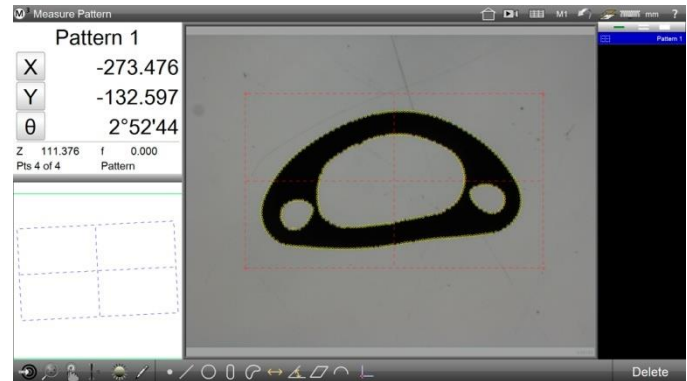 M³ Measure Pattern
M1
mm ?
Pattern 1
X -273.476
Y -132.597
θ 2°52'44
Z 111.376 f 0.000
Pts 4 of 4 Pattern
Pattern 1
Delete